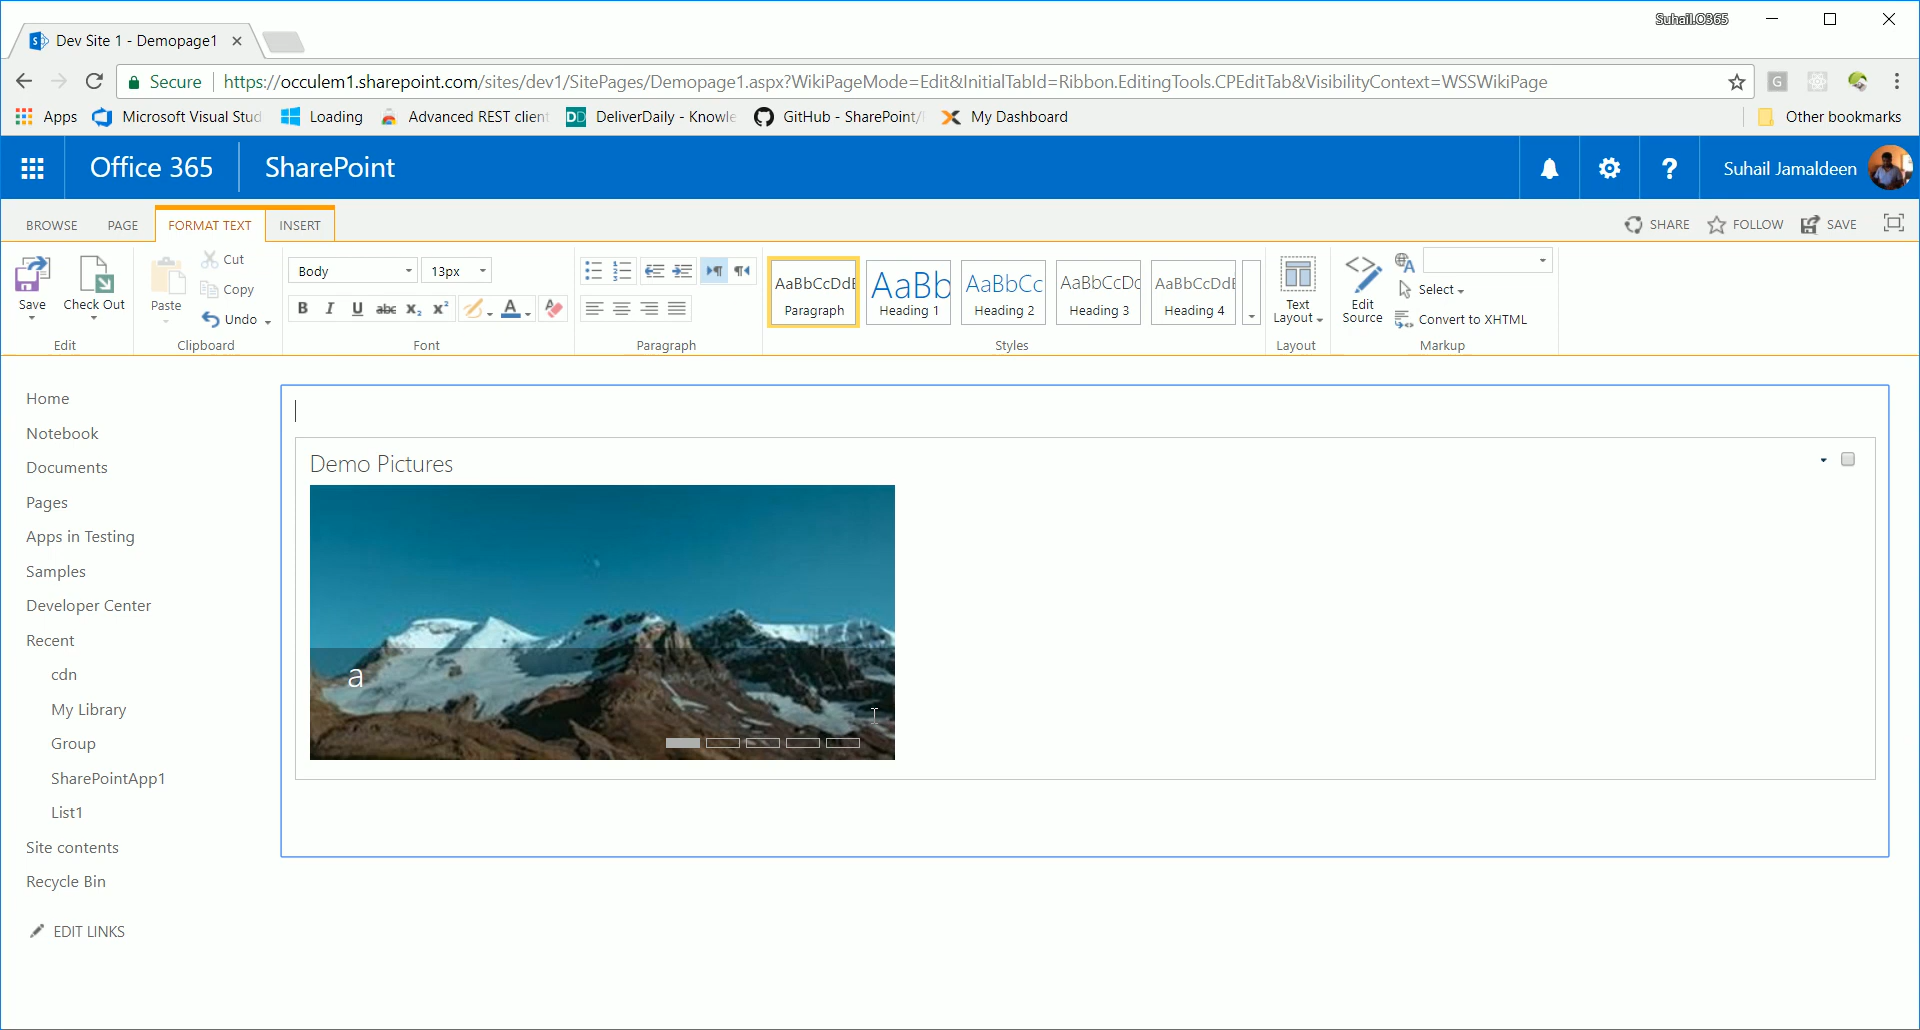 Suhail.O365
Dev Site 1 - Demopage1
Secure https://occulem1.sharepoint.com/sites/dev1/SitePages/Demopage1.aspx?WikiPageMode=Edit&InitialTabId=Ribbon.EditingTools.CPEditTab&VisibilityContext=WSSWikiPage
Apps Microsoft Visual Stud Loading Advanced REST client DeliverDaily - Knowle GitHub - SharePoint/ My Dashboard Other bookmarks
Office 365 SharePoint Suhail Jamaldeen
BROWSE PAGE FORMAT TEXT INSERT SHARE FOLLOW SAVE
Save
Check Out
Edit
Paste
Cut
Copy
Undo
Clipboard
Body 13px
B I U abc x₂ x² A
Font
Paragraph
AaBbCcDdE
Paragraph
AaBb
Heading 1
AaBbCc
Heading 2
AaBbCcDc
Heading 3
AaBbCcDdE
Heading 4
Styles
Text
Layout
Layout
Edit
Source
Select
Convert to XHTML
Markup
Home
Notebook
Documents
Pages
Apps in Testing
Samples
Developer Center
Recent
cdn
My Library
Group
SharePointApp1
List1
Site contents
Recycle Bin
EDIT LINKS
Demo Pictures
a